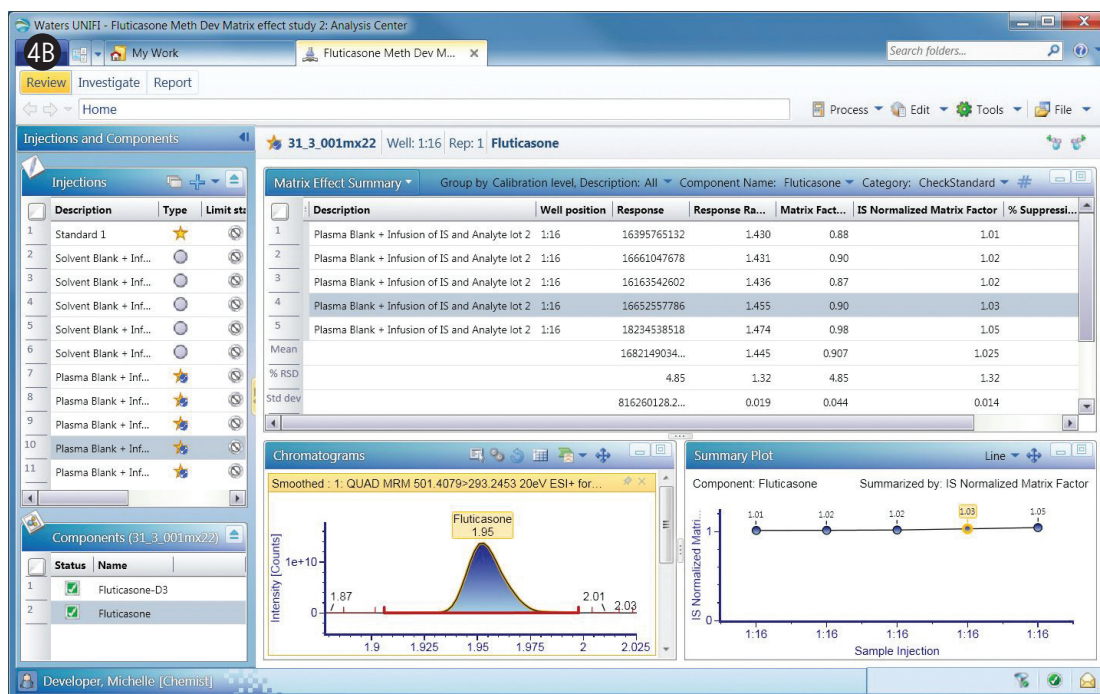 Waters UNIFI - Fluticasone Meth Dev Matrix effect study 2: Analysis Center
4B My Work Fluticasone Meth Dev M... Search folders...
Review Investigate Report
Home Process Edit Tools File
Injections and Components
31_3_001mx22 Well: 1:16 Rep: 1 Fluticasone
Injections
Description Type Limit sta
1 Standard 1
2 Solvent Blank + Inf...
3 Solvent Blank + Inf...
4 Solvent Blank + Inf...
5 Solvent Blank + Inf...
6 Solvent Blank + Inf...
7 Plasma Blank + Inf...
8 Plasma Blank + Inf...
9 Plasma Blank + Inf...
10 Plasma Blank + Inf...
11 Plasma Blank + Inf...
Components (31_3_001mx22)
Status Name
1 Fluticasone-D3
2 Fluticasone
Matrix Effect Summary Group by Calibration level, Description: All Component Name: Fluticasone Category: CheckStandard
Description Well position Response Response Ra... Matrix Fact... IS Normalized Matrix Factor % Suppressi...
1 Plasma Blank + Infusion of IS and Analyte lot 2 1:16 16395765132 1.430 0.88 1.01
2 Plasma Blank + Infusion of IS and Analyte lot 2 1:16 16661047678 1.431 0.90 1.02
3 Plasma Blank + Infusion of IS and Analyte lot 2 1:16 16163542602 1.436 0.87 1.02
4 Plasma Blank + Infusion of IS and Analyte lot 2 1:16 16652557786 1.455 0.90 1.03
5 Plasma Blank + Infusion of IS and Analyte lot 2 1:16 18234538518 1.474 0.98 1.05
Mean 1682149034... 1.445 0.907 1.025
% RSD 4.85 1.32 4.85 1.32
Std dev 816260128.2... 0.019 0.044 0.014
Chromatograms
Smoothed : 1: QUAD MRM 501.4079>293.2453 20eV ESI+ for...
Fluticasone
1.95
Intensity [Counts]
1e+10
0
1.87
2.01
2.03
1.9 1.925 1.95 1.975 2 2.025
Summary Plot Line
Component: Fluticasone Summarized by: IS Normalized Matrix Factor
IS Normalized Matri...
1.01 1.02 1.02 1.03 1.05
1
0
1:16 1:16 1:16 1:16 1:16
Sample Injection
Developer, Michelle [Chemist]